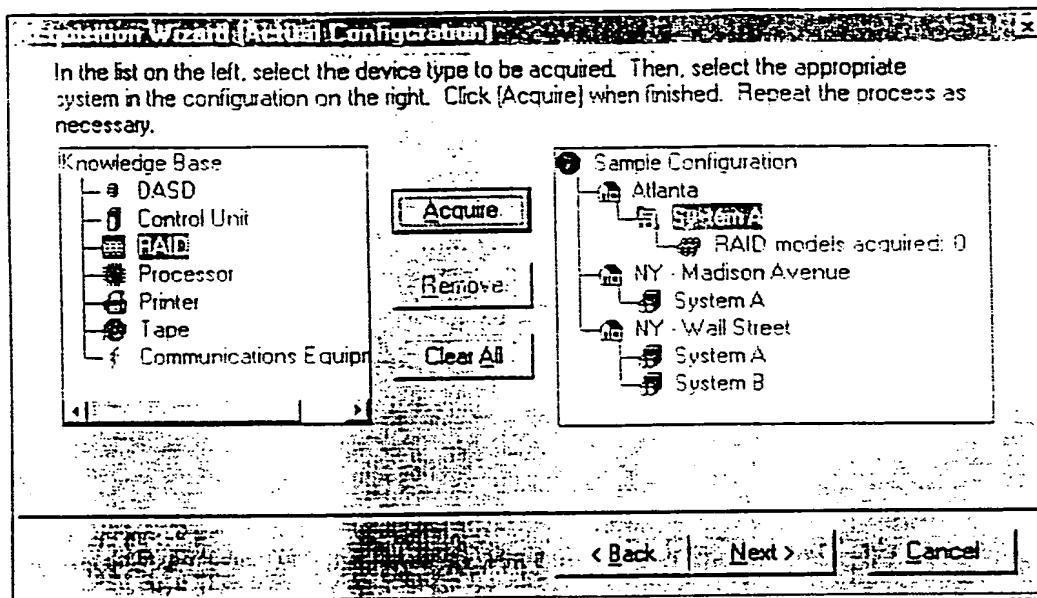 Wizard [Actual Configuration]
In the list on the left, select the device type to be acquired. Then, select the appropriate
system in the configuration on the right. Click [Acquire] when finished. Repeat the process as
necessary.
Knowledge Base
DASD
Control Unit
RAID
Processor
Printer
Tape
Communications Equipr
Acquire
Remove
Clear All
Sample Configuration
Atlanta
System A
RAID models acquired: 0
NY - Madison Avenue
System A
NY - Wall Street
System A
System B
< Back
Next >
Cancel